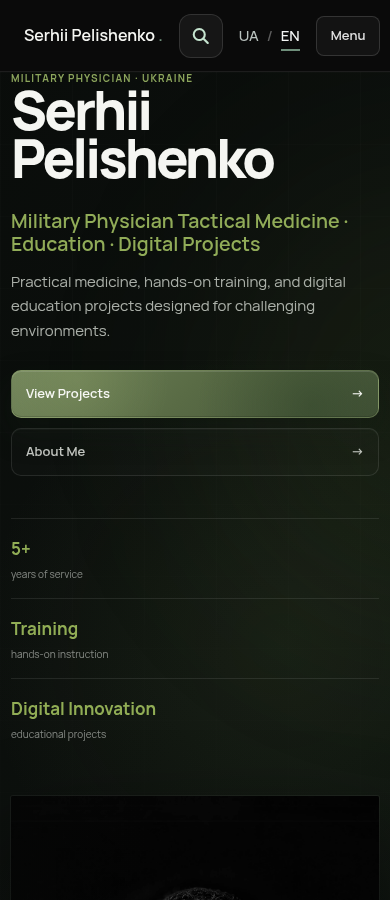 Serhii Pelishenko .
UA / EN
Menu
MILITARY PHYSICIAN · UKRAINE
Serhii
Pelishenko
Military Physician Tactical Medicine ·
Education · Digital Projects
Practical medicine, hands-on training, and digital
education projects designed for challenging
environments.
View Projects →
About Me →
5+
years of service
Training
hands-on instruction
Digital Innovation
educational projects